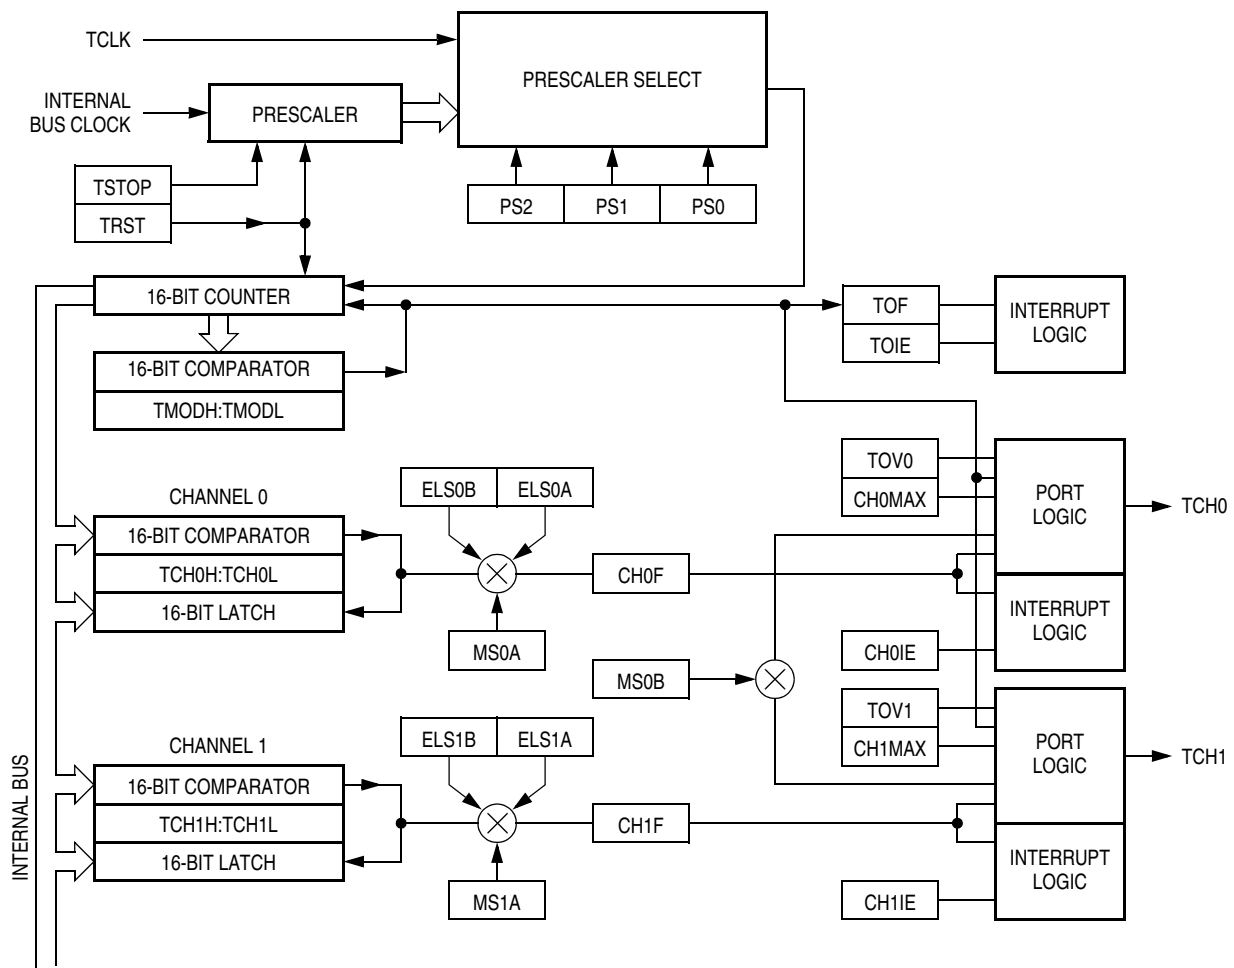 TCLK
PRESCALER SELECT
INTERNAL
BUS CLOCK
PRESCALER
TSTOP
TRST
PS2
PS1
PS0
16-BIT COUNTER
16-BIT COMPARATOR
TMODH:TMODL
TOF
TOIE
INTERRUPT
LOGIC
CHANNEL 0
16-BIT COMPARATOR
TCH0H:TCH0L
16-BIT LATCH
ELS0B
ELS0A
MS0A
CH0F
TOV0
CH0MAX
PORT
LOGIC
TCH0
INTERRUPT
LOGIC
CH0IE
MS0B
CHANNEL 1
16-BIT COMPARATOR
TCH1H:TCH1L
16-BIT LATCH
ELS1B
ELS1A
MS1A
CH1F
TOV1
CH1MAX
PORT
LOGIC
TCH1
INTERRUPT
LOGIC
CH1IE
INTERNAL BUS